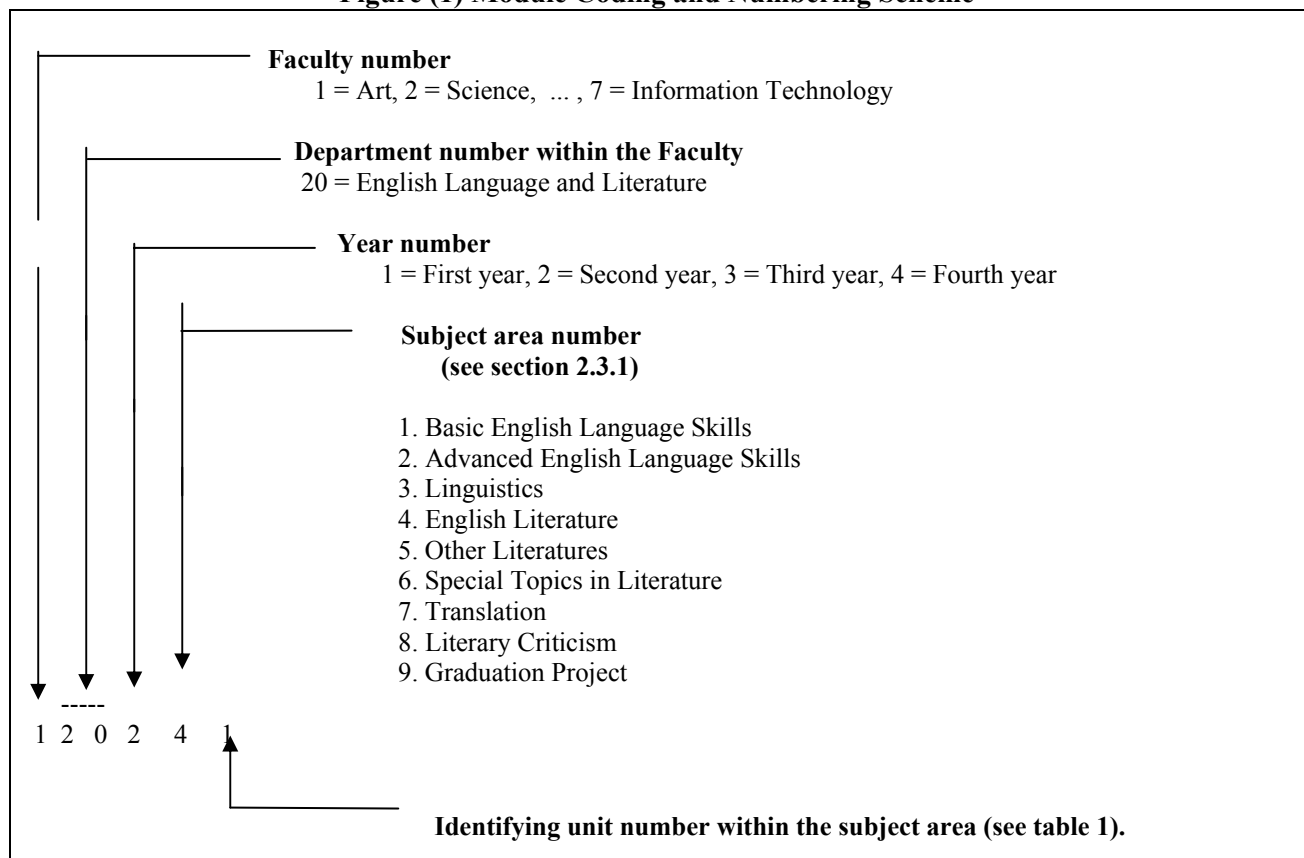 Figure (1) Module Coding and Numbering Scheme
Faculty number
1 = Art, 2 = Science, ... , 7 = Information Technology
Department number within the Faculty
20 = English Language and Literature
Year number
1 = First year, 2 = Second year, 3 = Third year, 4 = Fourth year
Subject area number
(see section 2.3.1)
1. Basic English Language Skills
2. Advanced English Language Skills
3. Linguistics
4. English Literature
5. Other Literatures
6. Special Topics in Literature
7. Translation
8. Literary Criticism
9. Graduation Project
-----
1 2 0 2 4 1
Identifying unit number within the subject area (see table 1).